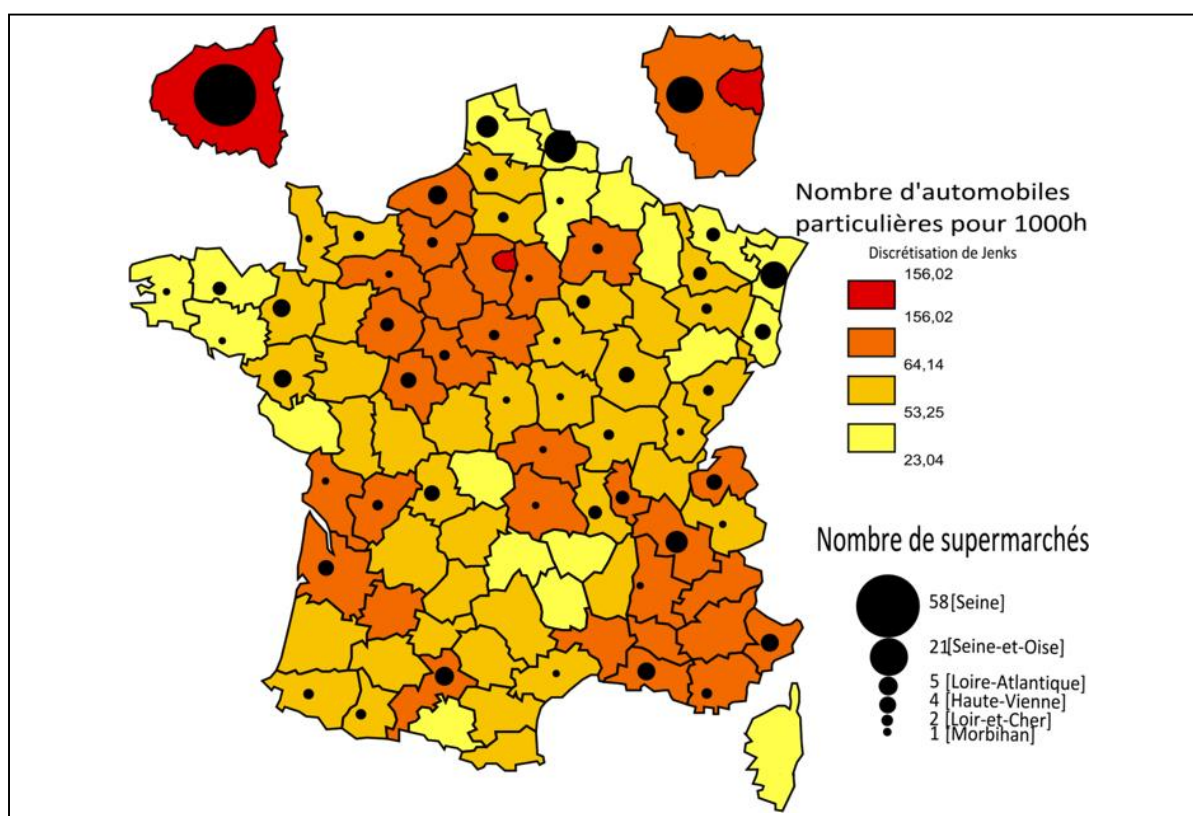 Nombre d'automobiles
particulières pour 1000h
Discrétisation de Jenks
156,02
156,02
64,14
53,25
23,04
Nombre de supermarchés
58 [Seine]
21 [Seine-et-Oise]
5 [Loire-Atlantique]
4 [Haute-Vienne]
2 [Loir-et-Cher]
1 [Morbihan]